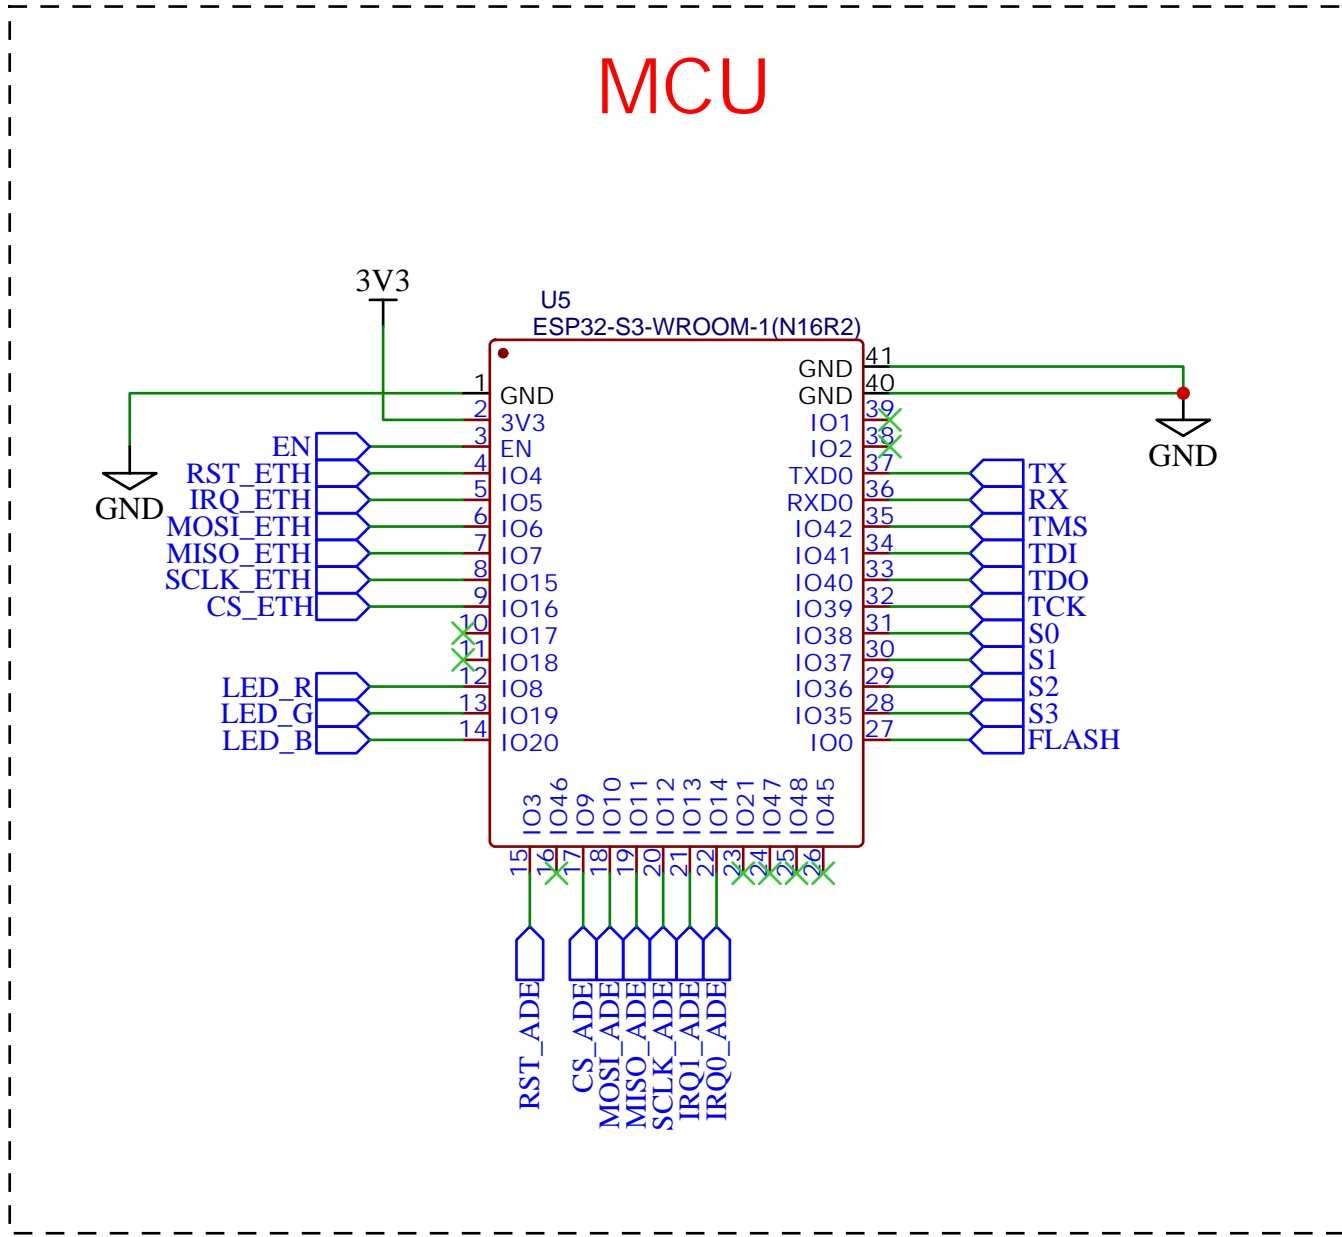 MCU
3V3
U5
ESP32-S3-WROOM-1(N16R2)
1 GND
2 3V3
EN 3 EN
RST_ETH 4 IO4
IRQ_ETH 5 IO5
MOSI_ETH 6 IO6
MISO_ETH 7 IO7
SCLK_ETH 8 IO15
CS_ETH 9 IO16
10 IO17
11 IO18
LED_R 12 IO8
LED_G 13 IO19
LED_B 14 IO20
GND
GND 41
GND 40
IO1 39
IO2 38
TXD0 37 TX
RXD0 36 RX
IO42 35 TMS
IO41 34 TDI
IO40 33 TDO
IO39 32 TCK
IO38 31 S0
IO37 30 S1
IO36 29 S2
IO35 28 S3
IO0 27 FLASH
GND
IO3 15 RST_ADE
IO46 16
IO9 17 CS_ADE
IO10 18 MOSI_ADE
IO11 19 MISO_ADE
IO12 20 SCLK_ADE
IO13 21 IRQ1_ADE
IO14 22 IRQ0_ADE
IO21 23
IO47 24
IO48 25
IO45 26